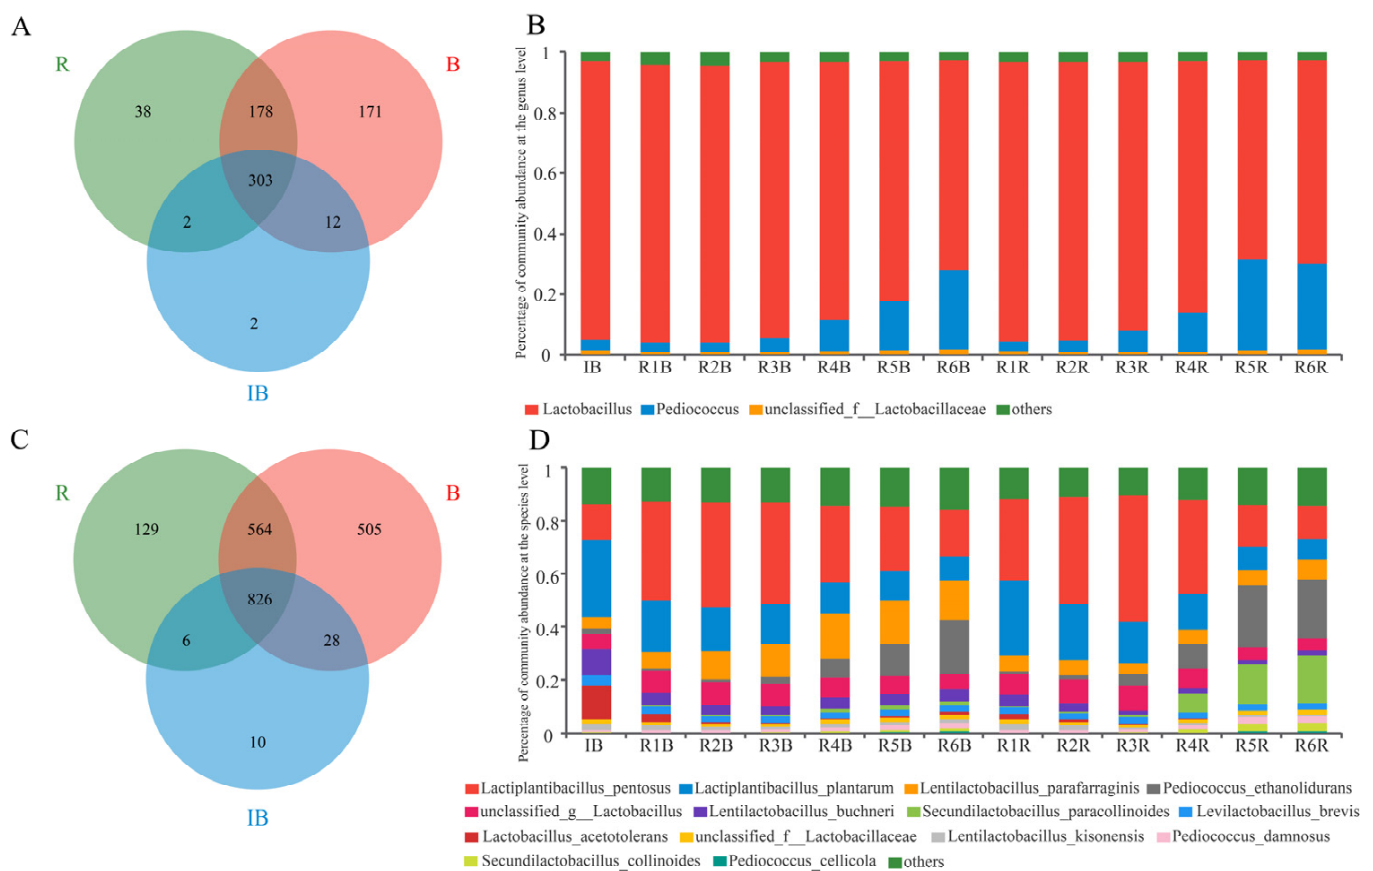 A
R
B
38
178
171
303
2
12
2
IB
B
Percentage of community abundance at the genus level
1
0.8
0.6
0.4
0.2
0
IB R1B R2B R3B R4B R5B R6B R1R R2R R3R R4R R5R R6R
Lactobacillus Pediococcus unclassified_f__Lactobacillaceae others
C
R
B
129
564
505
826
6
28
10
IB
D
Percentage of community abundance at the species level
1
0.8
0.6
0.4
0.2
0
IB R1B R2B R3B R4B R5B R6B R1R R2R R3R R4R R5R R6R
Lactiplantibacillus_pentosus Lactiplantibacillus_plantarum Lentilactobacillus_parafarraginis Pediococcus_ethanolidurans
unclassified_g__Lactobacillus Lentilactobacillus_buchneri Secundilactobacillus_paracollinoides Levilactobacillus_brevis
Lactobacillus_acetotolerans unclassified_f__Lactobacillaceae Lentilactobacillus_kisonensis Pediococcus_damnosus
Secundilactobacillus_collinoides Pediococcus_cellicola others